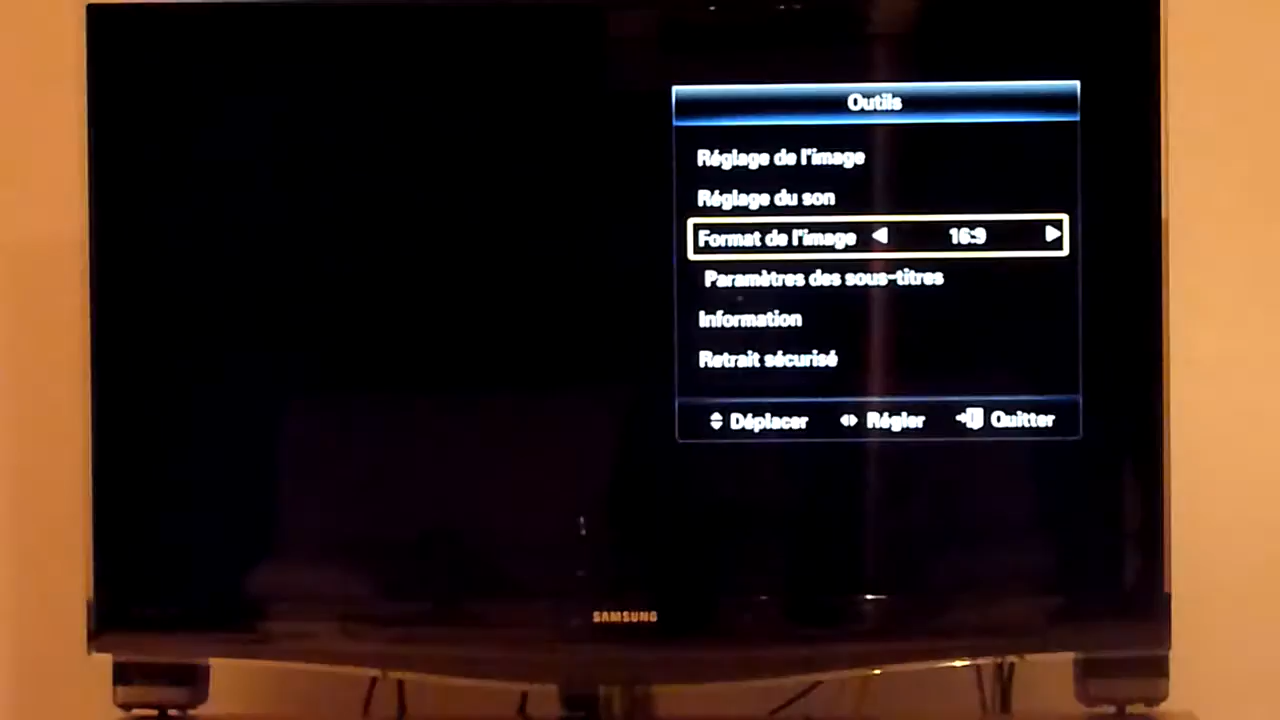 Outils
Réglage de l'image
Réglage du son
Format de l'image 16:9
Paramètres des sous-titres
Information
Retrait sécurisé
Déplacer Régler Quitter
SAMSUNG